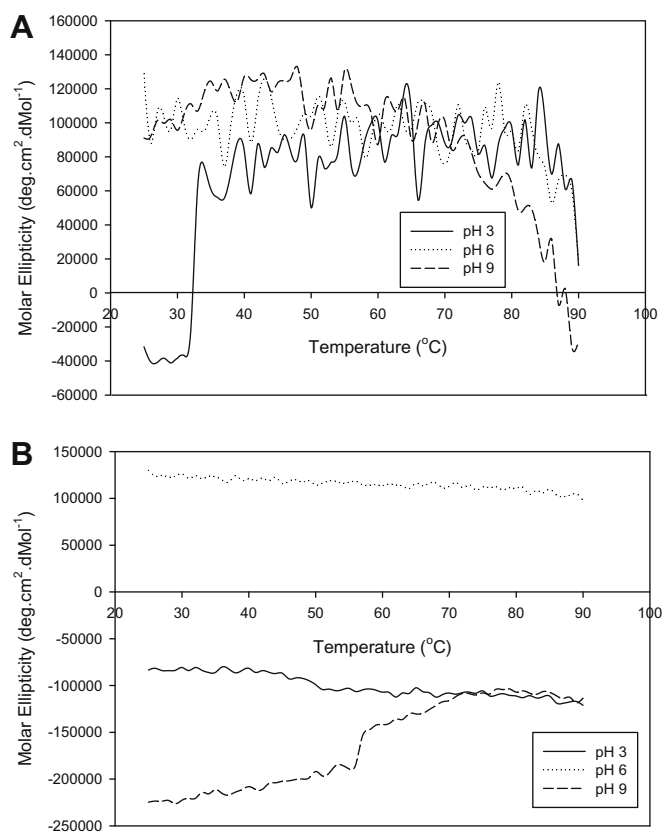 A
160000
140000
120000
100000
80000
60000
40000
20000
0
-20000
-40000
-60000
Molar Ellipticity (deg.cm².dMol⁻¹)
20 30 40 50 60 70 80 90 100
Temperature (°C)
pH 3
pH 6
pH 9
B
150000
100000
50000
0
-50000
-100000
-150000
-200000
-250000
Molar Ellipticity (deg.cm².dMol⁻¹)
20 30 40 50 60 70 80 90 100
Temperature (°C)
pH 3
pH 6
pH 9